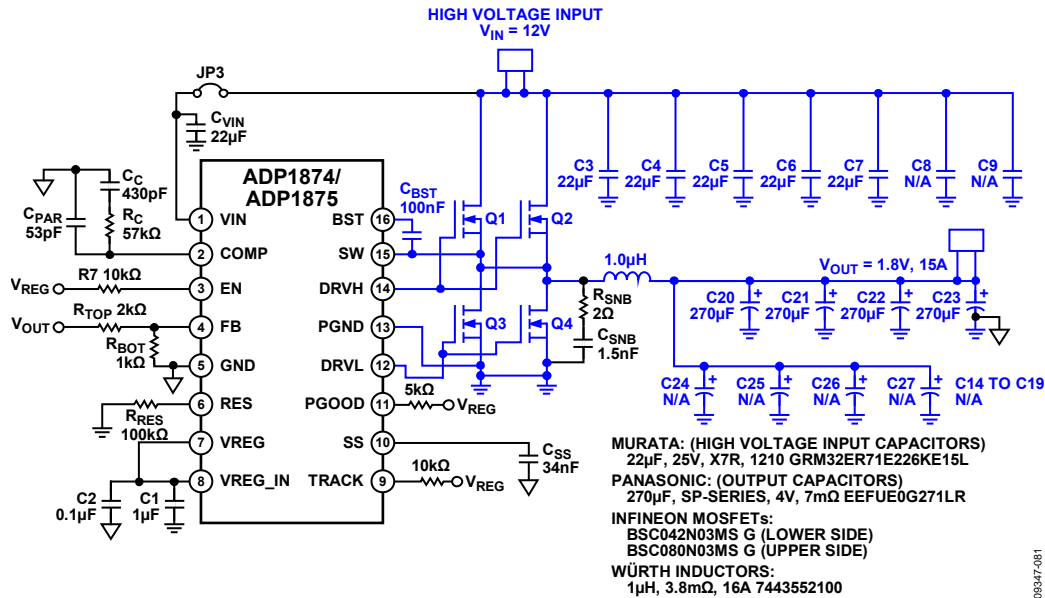 HIGH VOLTAGE INPUT
VIN = 12V
JP3
CVIN
22µF
ADP1874/
ADP1875
CC
430pF
CPAR
53pF
RC
57kΩ
1 VIN
2 COMP
VREG R7 10kΩ
3 EN
VOUT RTOP 2kΩ
4 FB
RBOT
1kΩ
5 GND
6 RES
RRES
100kΩ
7 VREG
8 VREG_IN
C2
0.1µF
C1
1µF
BST 16
SW 15
DRVH 14
PGND 13
DRVL 12
PGOOD 11
SS 10
TRACK 9
CBST
100nF
Q1
Q2
Q3
Q4
5kΩ
VREG
CSS
34nF
10kΩ
VREG
C3
22µF
C4
22µF
C5
22µF
C6
22µF
C7
22µF
C8
N/A
C9
N/A
1.0µH
RSNB
2Ω
CSNB
1.5nF
VOUT = 1.8V, 15A
C20
270µF
+
C21
270µF
+
C22
270µF
+
C23
270µF
+
C24
N/A
+
C25
N/A
+
C26
N/A
+
C27
N/A
+
C14 TO C19
N/A
MURATA: (HIGH VOLTAGE INPUT CAPACITORS)
22µF, 25V, X7R, 1210 GRM32ER71E226KE15L
PANASONIC: (OUTPUT CAPACITORS)
270µF, SP-SERIES, 4V, 7mΩ EEFUE0G271LR
INFINEON MOSFETs:
BSC042N03MS G (LOWER SIDE)
BSC080N03MS G (UPPER SIDE)
WÜRTH INDUCTORS:
1µH, 3.8mΩ, 16A 7443552100
09347-081